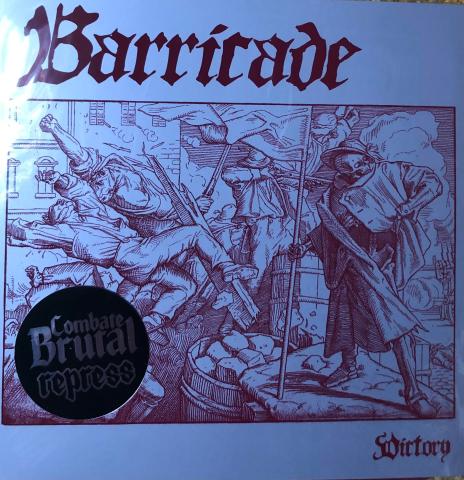 Barricade
Combate
Brutal
repress
Victory